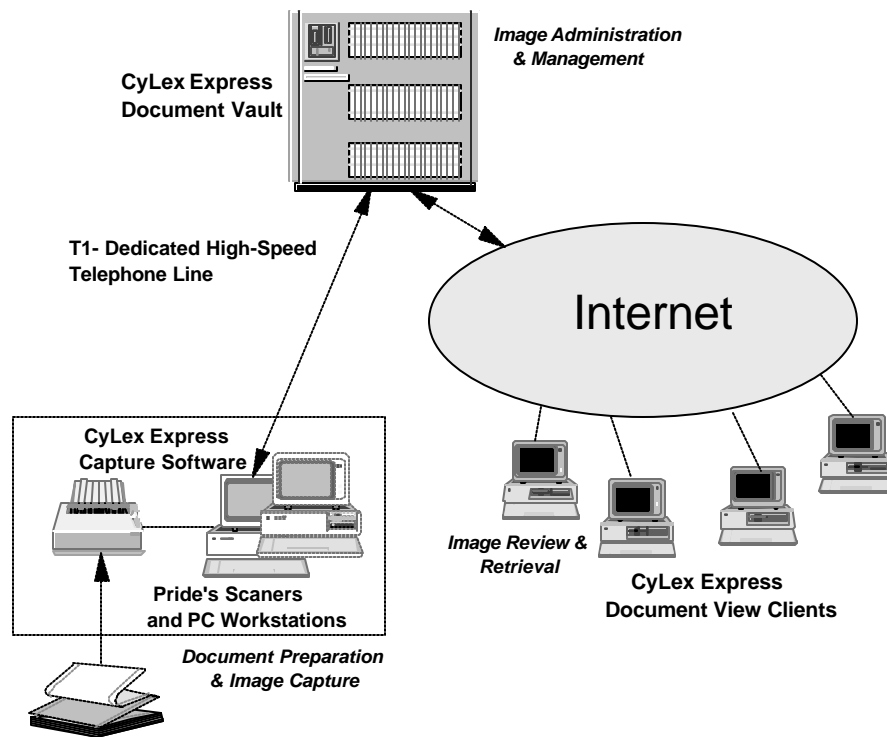 Image Administration
& Management
CyLex Express
Document Vault
T1- Dedicated High-Speed
Telephone Line
Internet
CyLex Express
Capture Software
Image Review &
Retrieval
Pride's Scaners
and PC Workstations
CyLex Express
Document View Clients
Document Preparation
& Image Capture